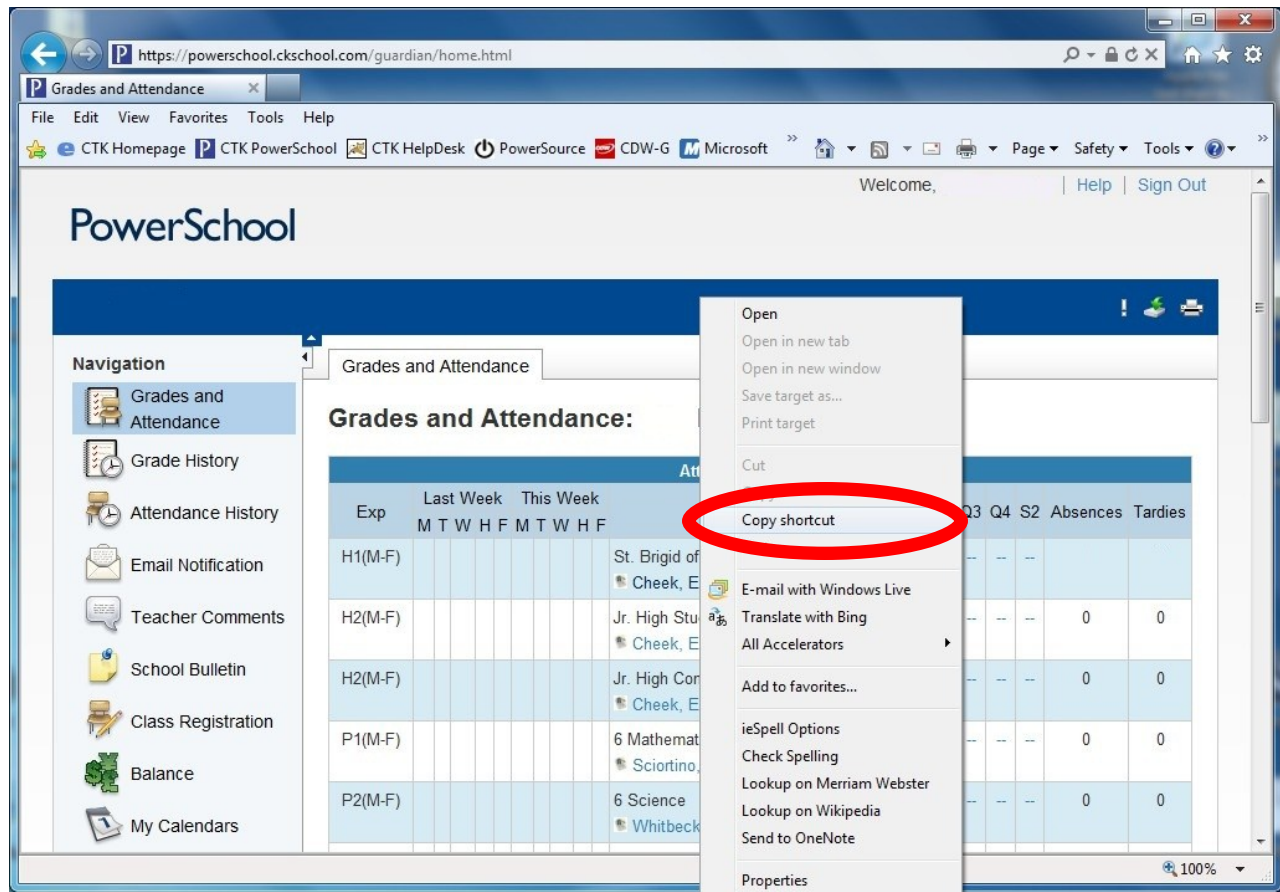 https://powerschool.ckschool.com/guardian/home.html
Grades and Attendance
File Edit View Favorites Tools Help
CTK Homepage CTK PowerSchool CTK HelpDesk PowerSource CDW-G Microsoft Page Safety Tools
Welcome, | Help | Sign Out
PowerSchool
Navigation
Grades and
Attendance
Grade History
Attendance History
Email Notification
Teacher Comments
School Bulletin
Class Registration
Balance
My Calendars
Grades and Attendance
Grades and Attendance:
Exp Last Week This Week Q3 Q4 S2 Absences Tardies
M T W H F M T W H F
H1(M-F) St. Brigid of -- -- --
Cheek, E
H2(M-F) Jr. High Stu -- -- -- 0 0
Cheek, E
H2(M-F) Jr. High Con -- -- -- 0 0
Cheek, E
P1(M-F) 6 Mathemat -- -- -- 0 0
Sciortino,
P2(M-F) 6 Science -- -- -- 0 0
Whitbeck
Open
Open in new tab
Open in new window
Save target as...
Print target
Cut
Copy shortcut
E-mail with Windows Live
Translate with Bing
All Accelerators
Add to favorites...
ieSpell Options
Check Spelling
Lookup on Merriam Webster
Lookup on Wikipedia
Send to OneNote
Properties
100%